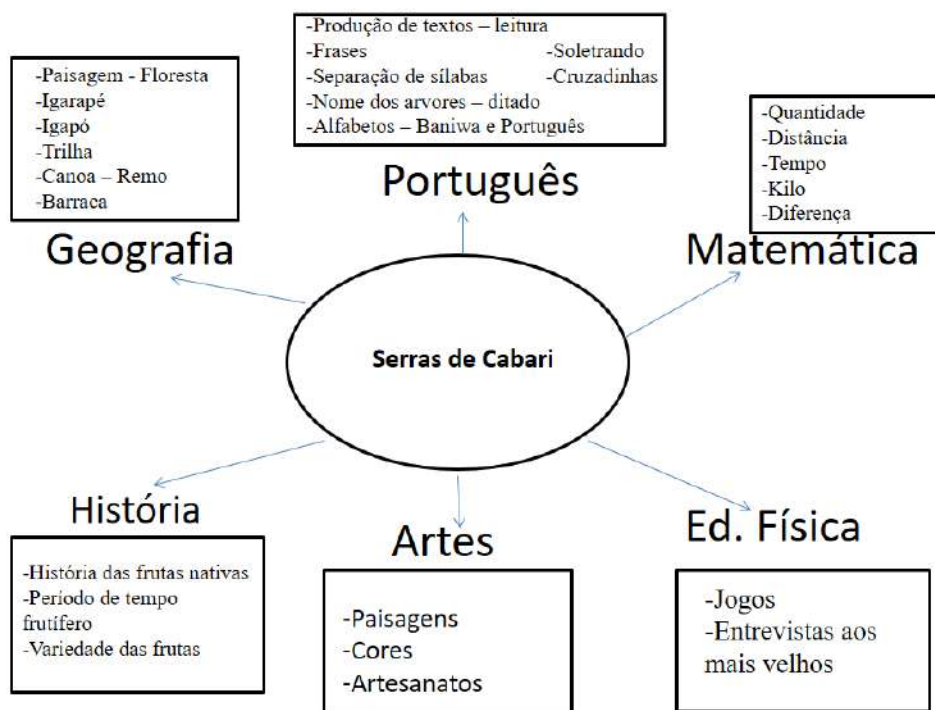 -Produção de textos – leitura
-Frases -Soletrando
-Separação de sílabas -Cruzadinhas
-Nome dos arvores – ditado
-Alfabetos – Baniwa e Português
Português
-Paisagem - Floresta
-Igarapé
-Igapó
-Trilha
-Canoa – Remo
-Barraca
Geografia
-Quantidade
-Distância
-Tempo
-Kilo
-Diferença
Matemática
Serras de Cabari
História
-História das frutas nativas
-Período de tempo
frutífero
-Variedade das frutas
Artes
-Paisagens
-Cores
-Artesanatos
Ed. Física
-Jogos
-Entrevistas aos
mais velhos